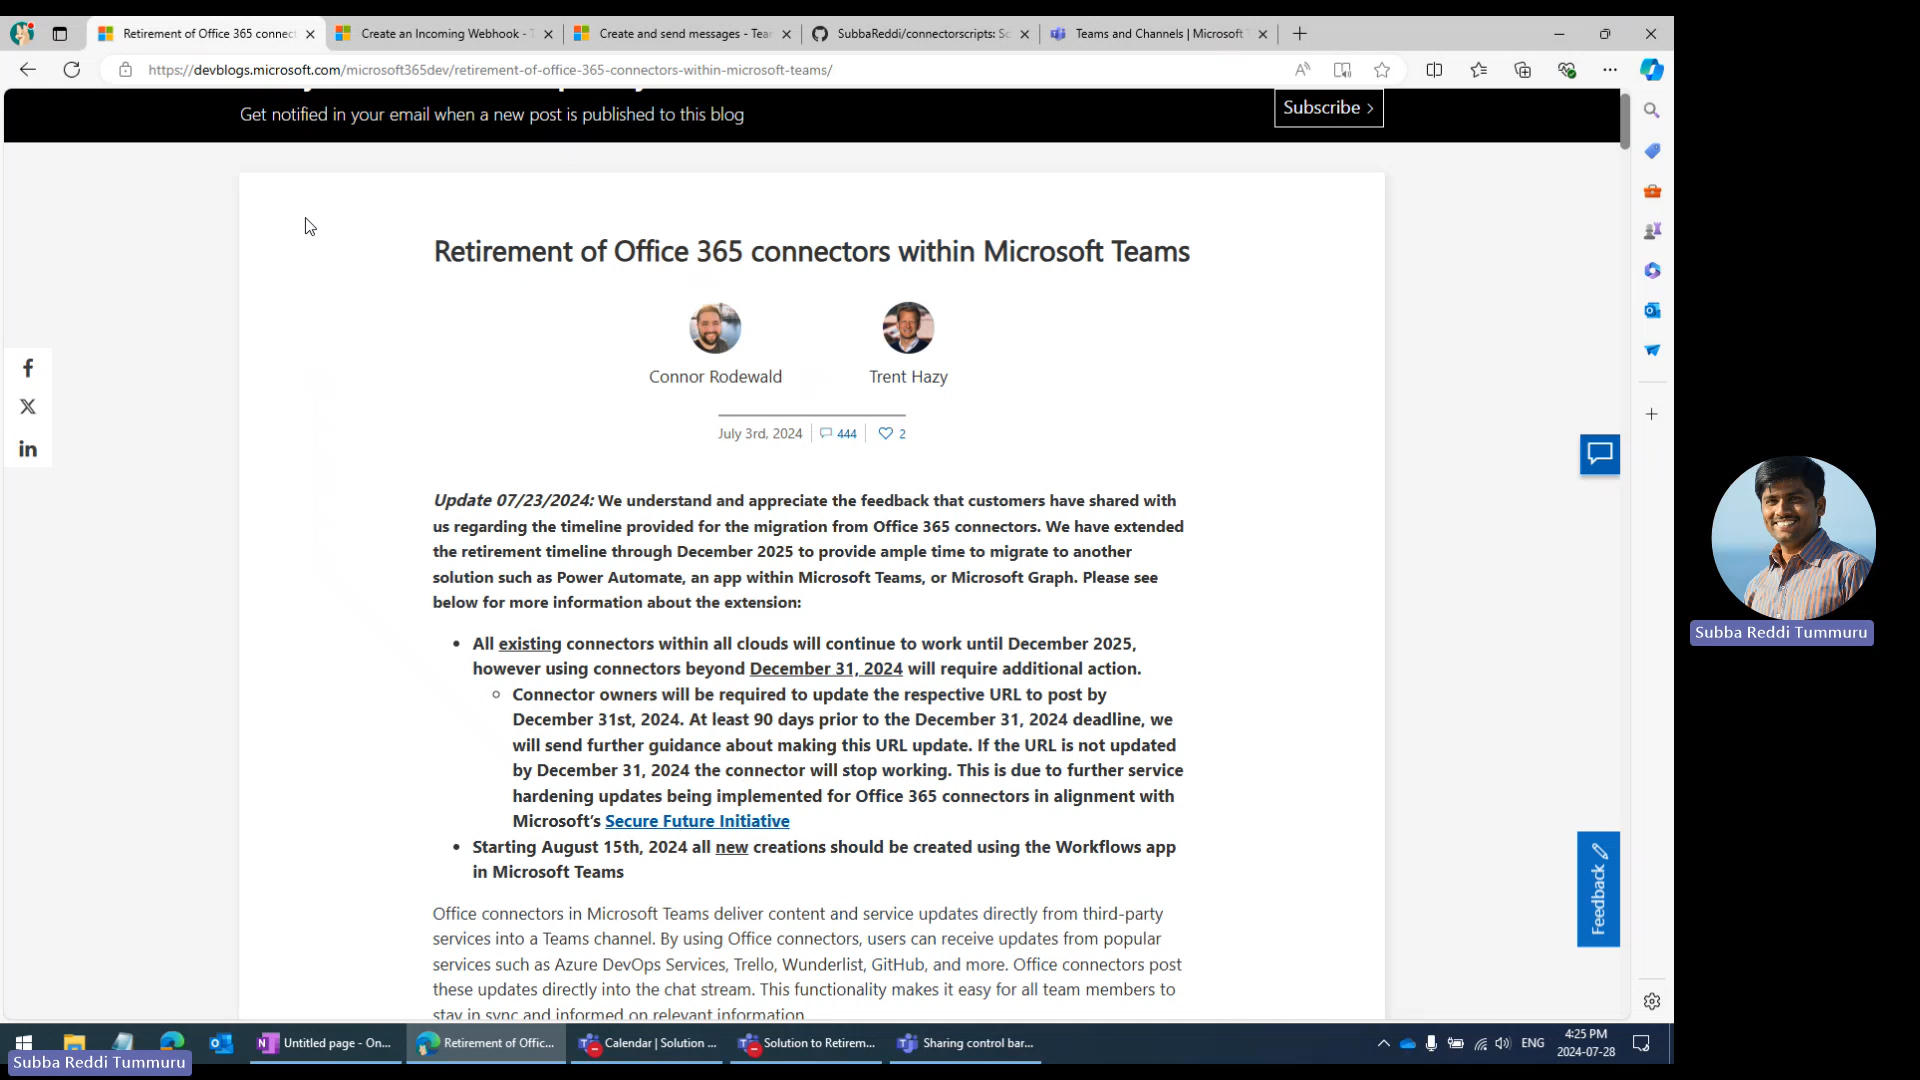 Retirement of Office 365 connect
Create an Incoming Webhook - T
Create and send messages - Tea
SubbaReddi/connectorscripts: Sc
Teams and Channels | Microsoft T
https://devblogs.microsoft.com/microsoft365dev/retirement-of-office-365-connectors-within-microsoft-teams/
Get notified in your email when a new post is published to this blog
Subscribe >
Retirement of Office 365 connectors within Microsoft Teams
Connor Rodewald
Trent Hazy
July 3rd, 2024
444
2
Update 07/23/2024: We understand and appreciate the feedback that customers have shared with
us regarding the timeline provided for the migration from Office 365 connectors. We have extended
the retirement timeline through December 2025 to provide ample time to migrate to another
solution such as Power Automate, an app within Microsoft Teams, or Microsoft Graph. Please see
below for more information about the extension:
• All existing connectors within all clouds will continue to work until December 2025,
however using connectors beyond December 31, 2024 will require additional action.
○ Connector owners will be required to update the respective URL to post by
December 31st, 2024. At least 90 days prior to the December 31, 2024 deadline, we
will send further guidance about making this URL update. If the URL is not updated
by December 31, 2024 the connector will stop working. This is due to further service
hardening updates being implemented for Office 365 connectors in alignment with
Microsoft's Secure Future Initiative
• Starting August 15th, 2024 all new creations should be created using the Workflows app
in Microsoft Teams
Office connectors in Microsoft Teams deliver content and service updates directly from third-party
services into a Teams channel. By using Office connectors, users can receive updates from popular
services such as Azure DevOps Services, Trello, Wunderlist, GitHub, and more. Office connectors post
these updates directly into the chat stream. This functionality makes it easy for all team members to
stay in sync and informed on relevant information.
Feedback
Subba Reddi Tummuru
Untitled page - On...
Retirement of Offic...
Calendar | Solution ...
Solution to Retirem...
Sharing control bar...
ENG
4:25 PM
2024-07-28
Subba Reddi Tummuru